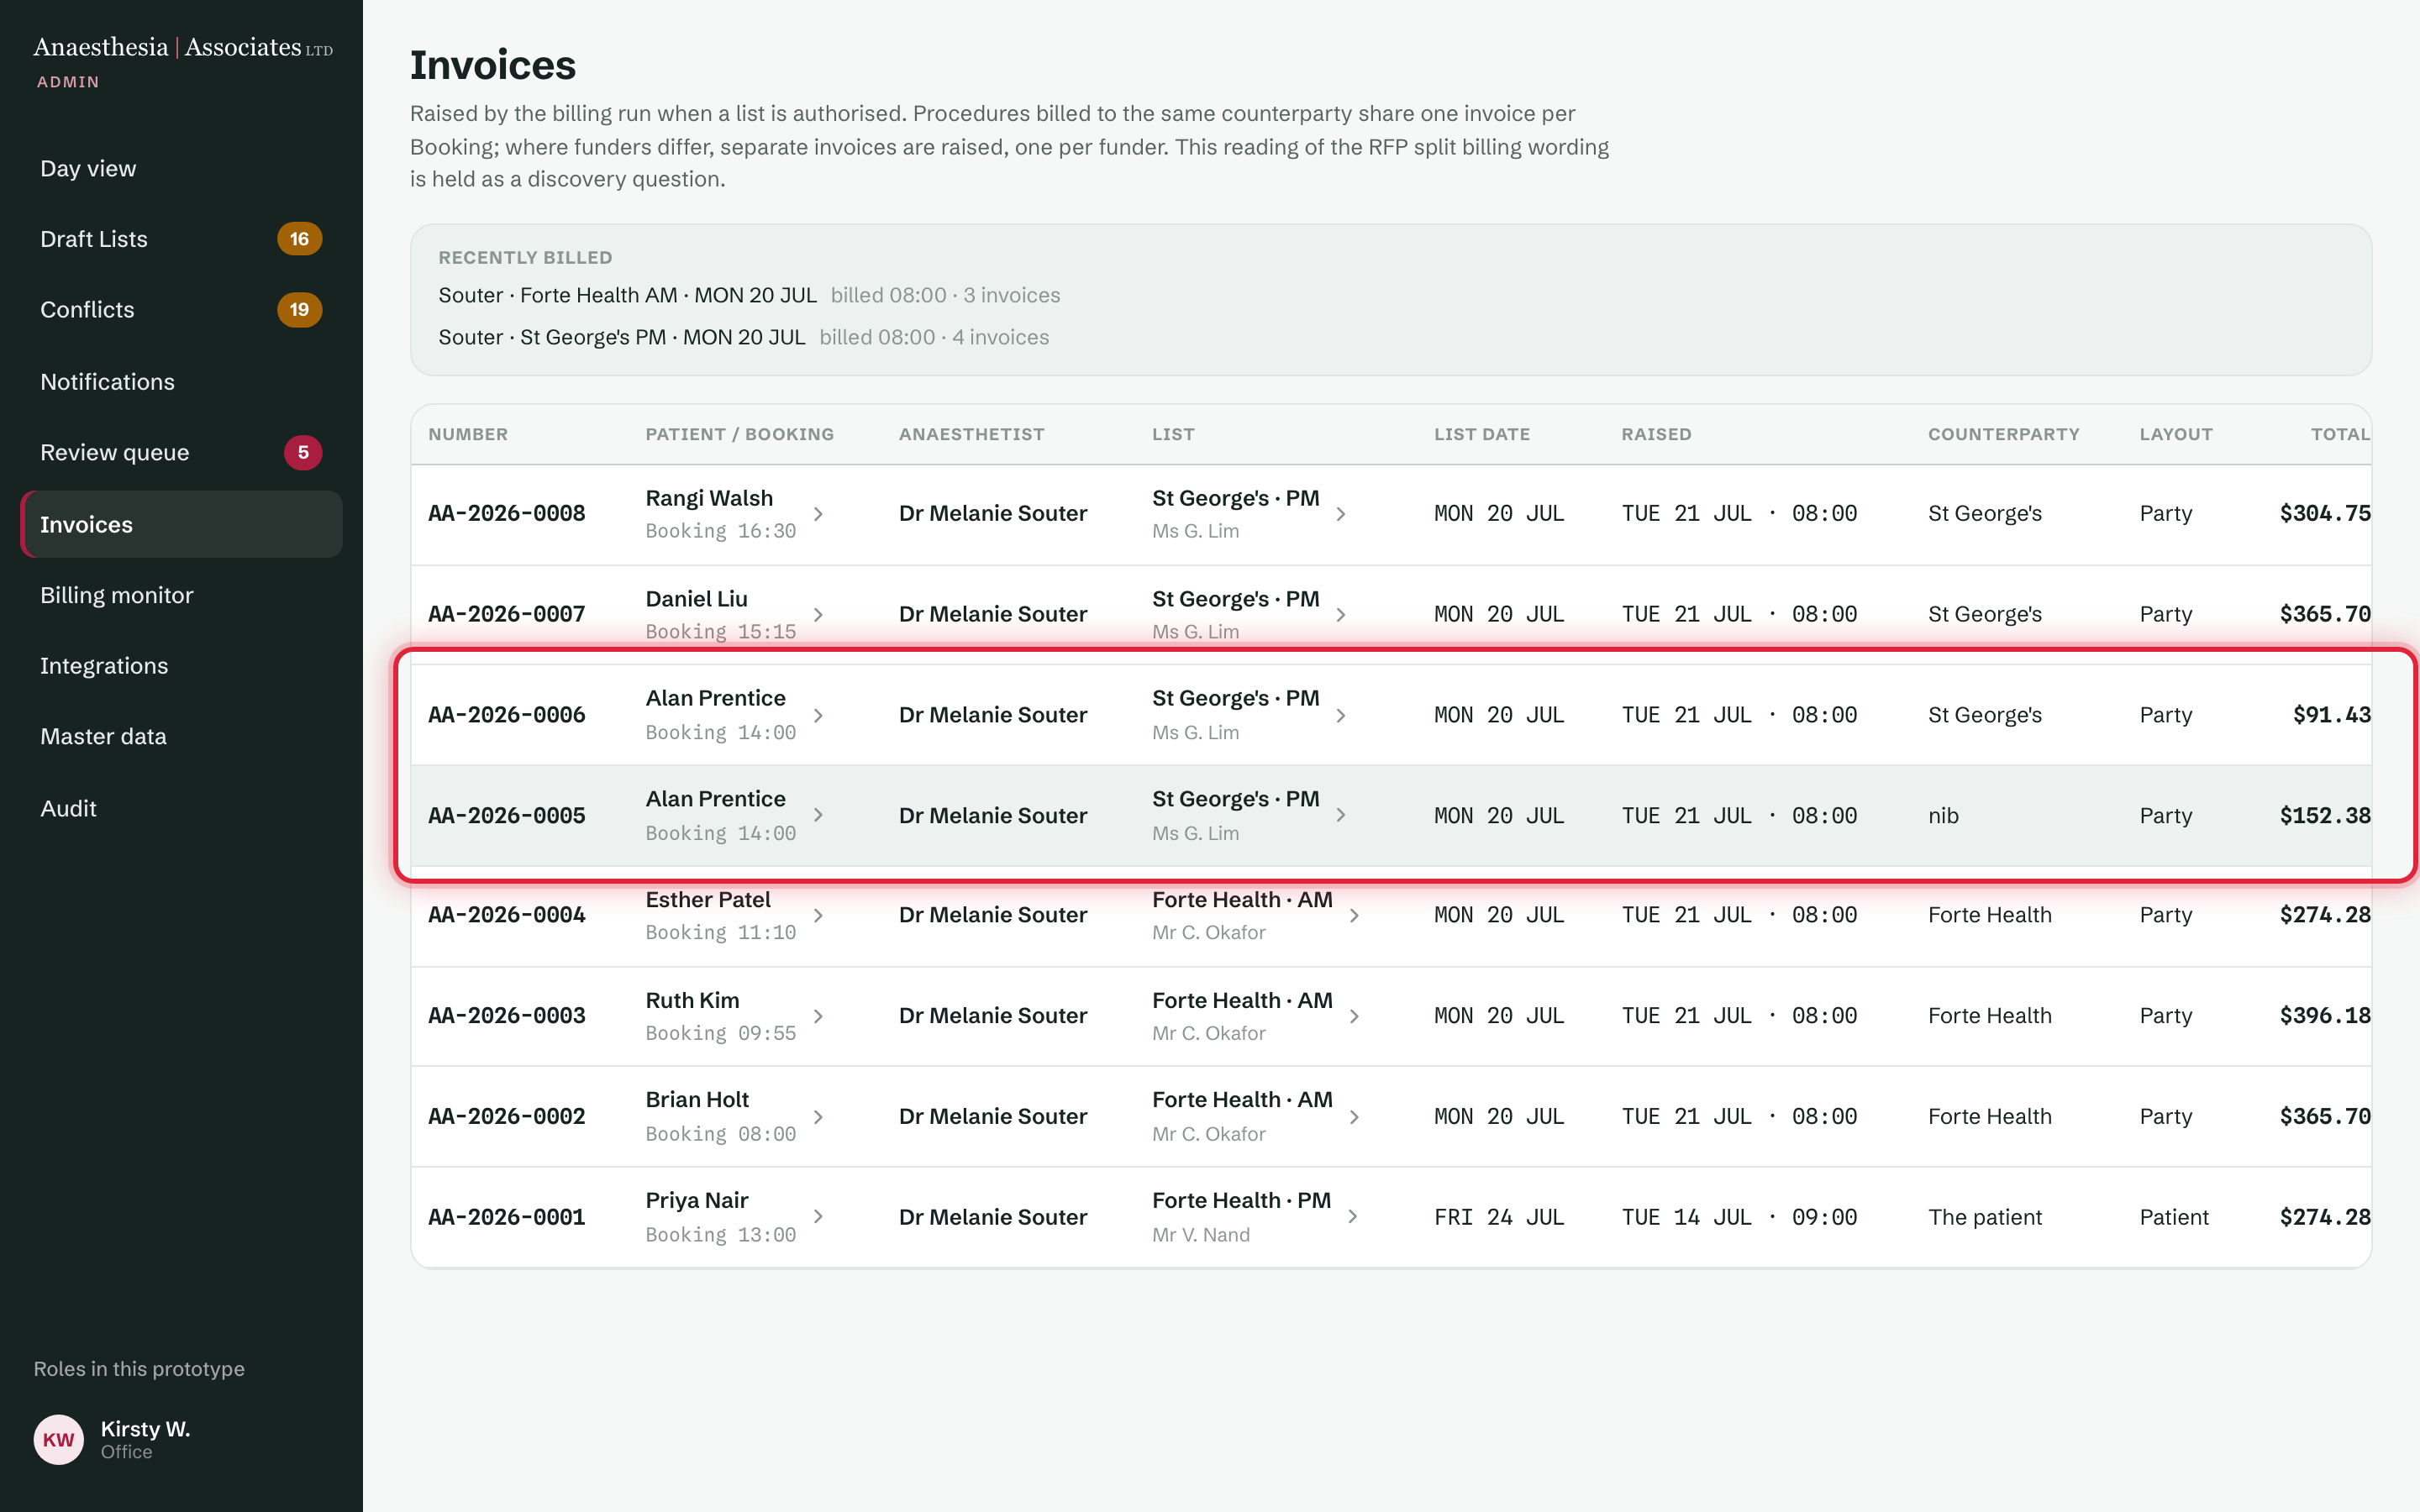 Anaesthesia | Associates LTD
ADMIN
Day view
Draft Lists 16
Conflicts 19
Notifications
Review queue 5
Invoices
Billing monitor
Integrations
Master data
Audit
Roles in this prototype
KW
Kirsty W.
Office
Invoices
Raised by the billing run when a list is authorised. Procedures billed to the same counterparty share one invoice per
Booking; where funders differ, separate invoices are raised, one per funder. This reading of the RFP split billing wording
is held as a discovery question.
RECENTLY BILLED
Souter · Forte Health AM · MON 20 JUL billed 08:00 · 3 invoices
Souter · St George's PM · MON 20 JUL billed 08:00 · 4 invoices
NUMBER PATIENT / BOOKING ANAESTHETIST LIST LIST DATE RAISED COUNTERPARTY LAYOUT TOTAL
AA-2026-0008 Rangi Walsh Dr Melanie Souter St George's · PM MON 20 JUL TUE 21 JUL · 08:00 St George's Party $304.75
Booking 16:30 Ms G. Lim
AA-2026-0007 Daniel Liu Dr Melanie Souter St George's · PM MON 20 JUL TUE 21 JUL · 08:00 St George's Party $365.70
Booking 15:15 Ms G. Lim
AA-2026-0006 Alan Prentice Dr Melanie Souter St George's · PM MON 20 JUL TUE 21 JUL · 08:00 St George's Party $91.43
Booking 14:00 Ms G. Lim
AA-2026-0005 Alan Prentice Dr Melanie Souter St George's · PM MON 20 JUL TUE 21 JUL · 08:00 nib Party $152.38
Booking 14:00 Ms G. Lim
AA-2026-0004 Esther Patel Dr Melanie Souter Forte Health · AM MON 20 JUL TUE 21 JUL · 08:00 Forte Health Party $274.28
Booking 11:10 Mr C. Okafor
AA-2026-0003 Ruth Kim Dr Melanie Souter Forte Health · AM MON 20 JUL TUE 21 JUL · 08:00 Forte Health Party $396.18
Booking 09:55 Mr C. Okafor
AA-2026-0002 Brian Holt Dr Melanie Souter Forte Health · AM MON 20 JUL TUE 21 JUL · 08:00 Forte Health Party $365.70
Booking 08:00 Mr C. Okafor
AA-2026-0001 Priya Nair Dr Melanie Souter Forte Health · PM FRI 24 JUL TUE 14 JUL · 09:00 The patient Patient $274.28
Booking 13:00 Mr V. Nand